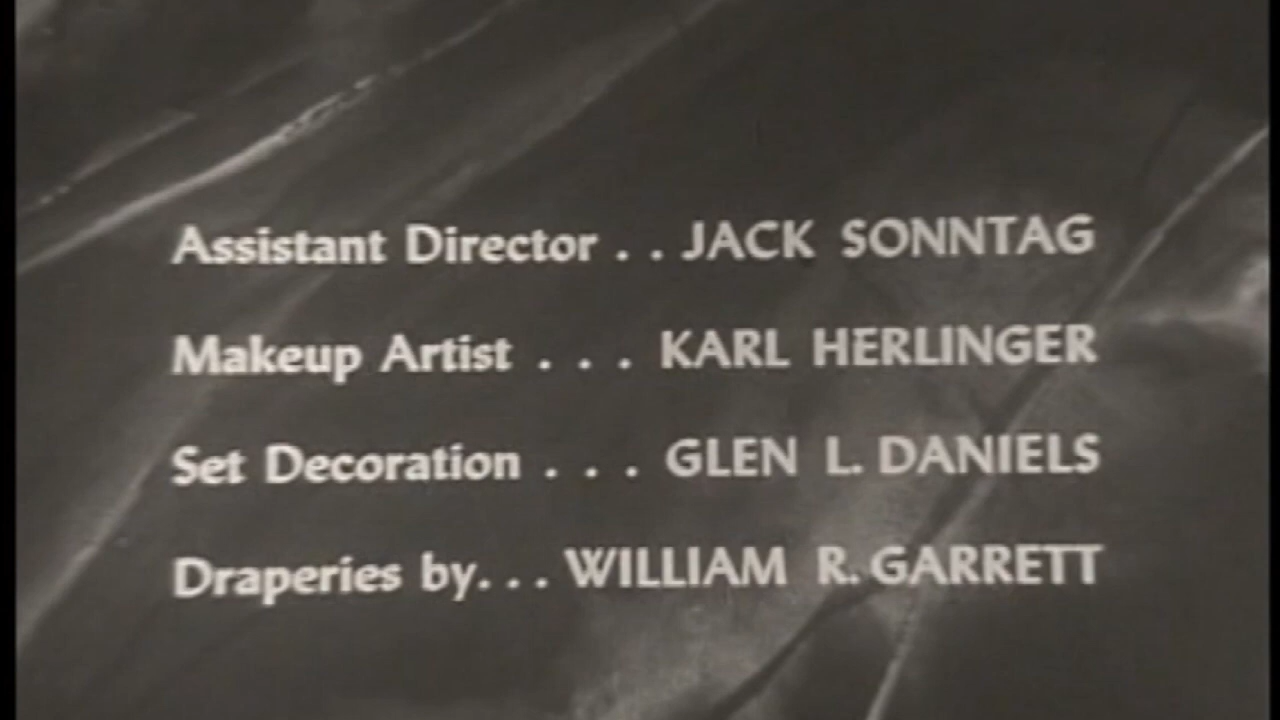 Assistant Director . . JACK SONNTAG
Makeup Artist . . . KARL HERLINGER
Set Decoration . . . GLEN L. DANIELS
Draperies by. . . WILLIAM R. GARRETT